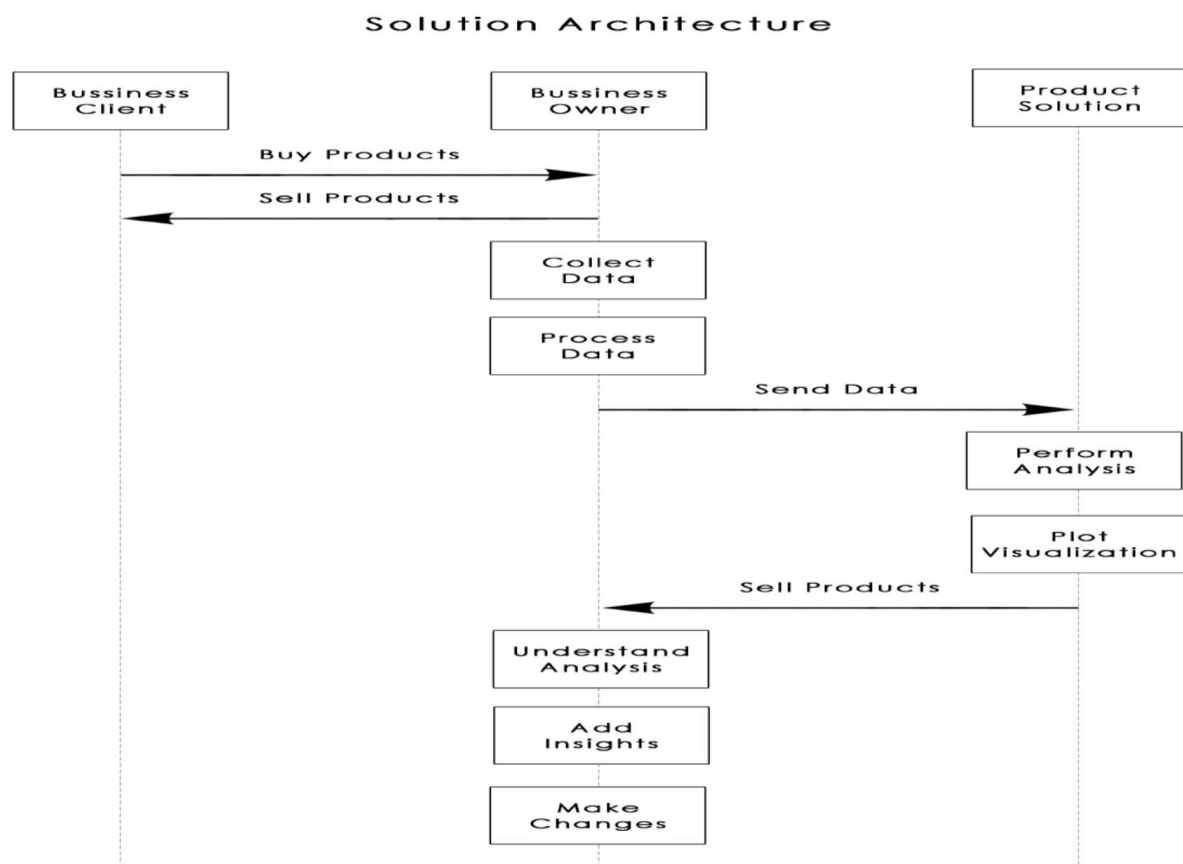 Solution Architecture
Bussiness
Client
Bussiness
Owner
Product
Solution
Buy Products
Sell Products
Collect
Data
Process
Data
Send Data
Perform
Analysis
Plot
Visualization
Sell Products
Understand
Analysis
Add
Insights
Make
Changes